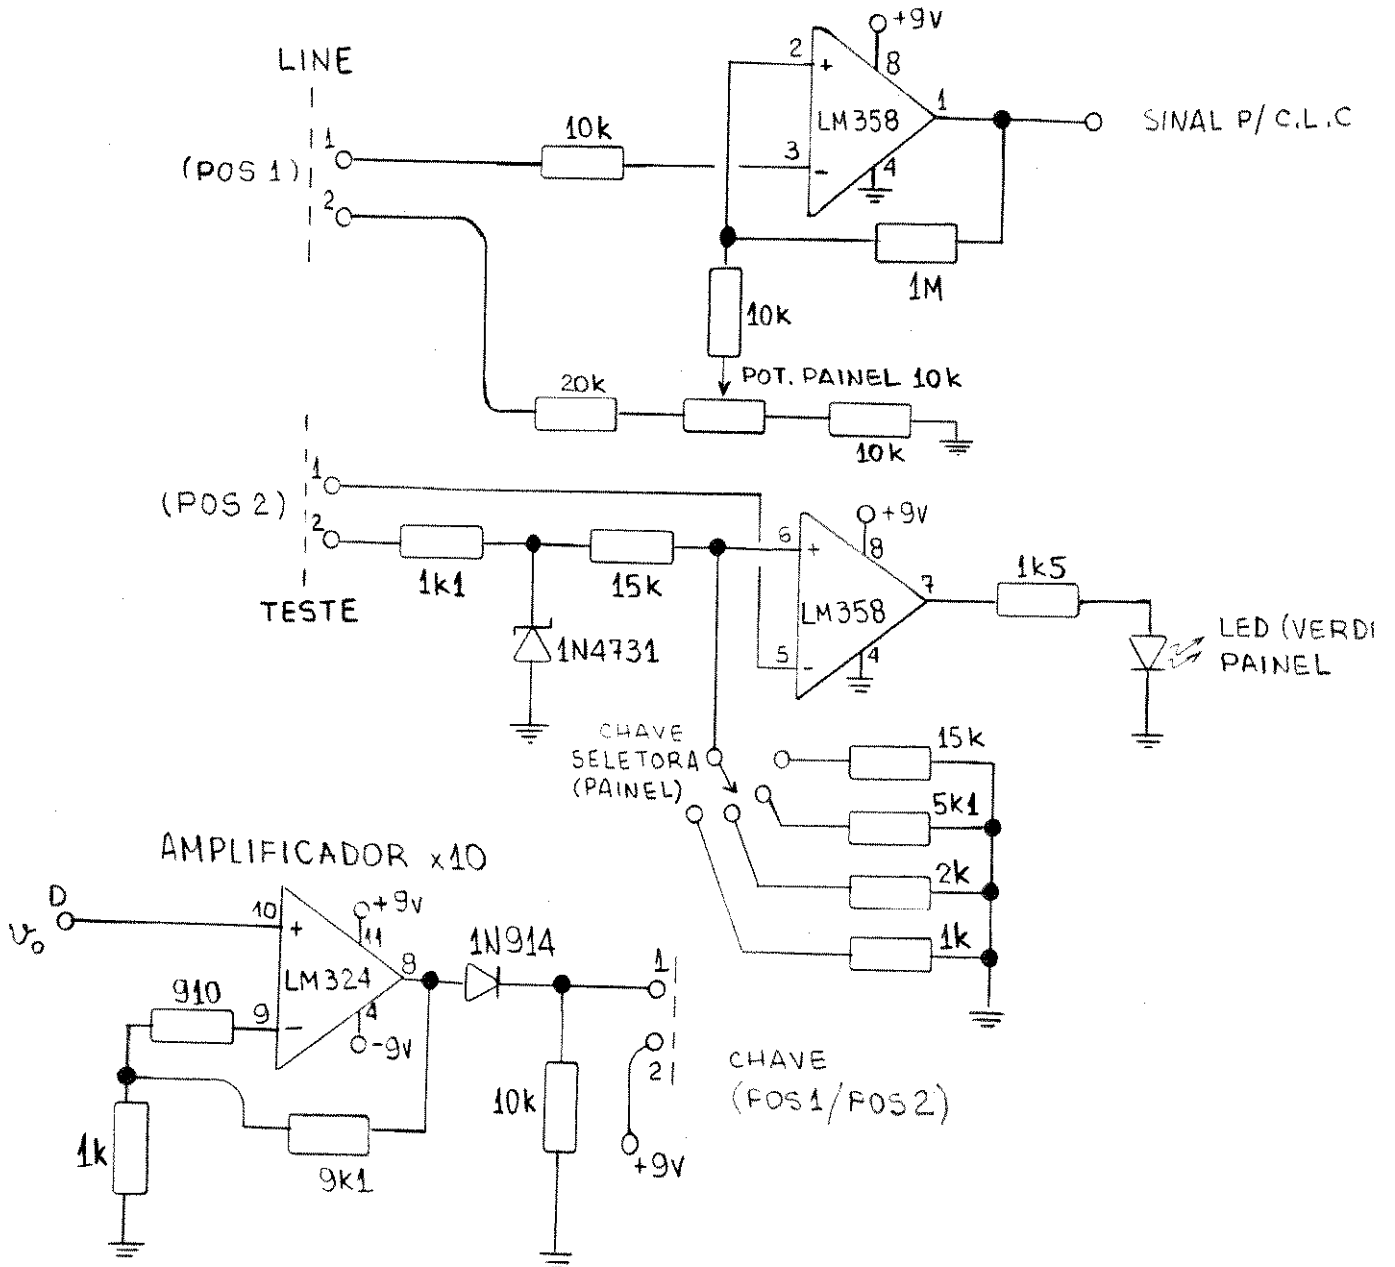 LINE
(POS 1)
1
2
10k
2
+
3
-
LM358
+9v
8
4
1
SINAL P/ C.L.C
1M
10k
POT. PAINEL 10k
20k
10k
(POS 2)
1
2
TESTE
1k1
15k
1N4731
6
+
5
-
LM358
+9v
8
4
7
1k5
LED (VERDE
PAINEL
CHAVE
SELETORA
(PAINEL)
15k
5k1
2k
1k
AMPLIFICADOR x10
D
υo
10
+
9
-
LM324
+9v
11
4
-9v
8
910
1k
9k1
1N914
10k
1
2
+9v
CHAVE
(POS1/POS2)